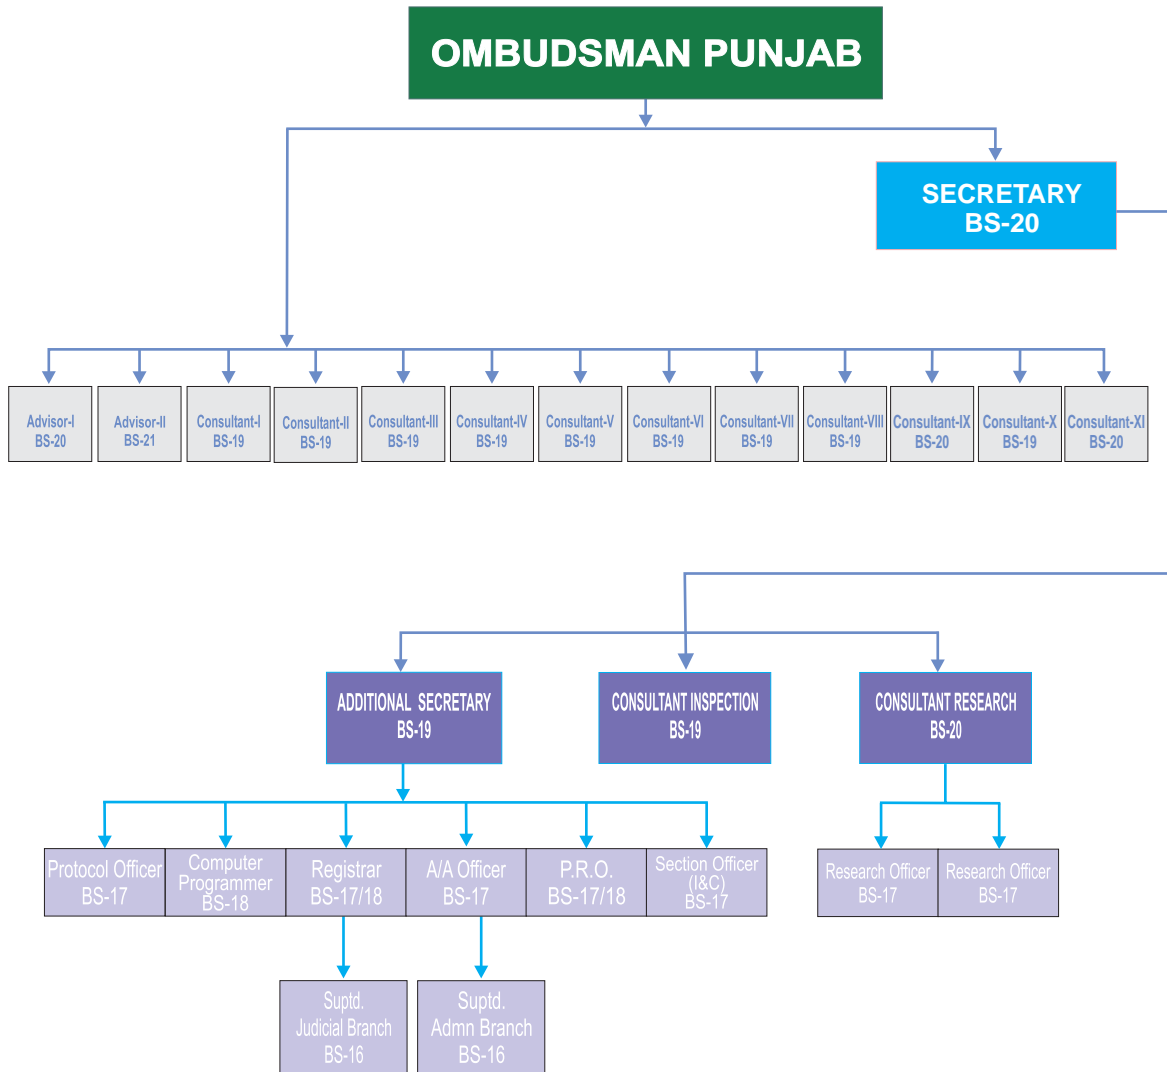 OMBUDSMAN PUNJAB
SECRETARY
BS-20
Advisor-I
BS-20
Advisor-II
BS-21
Consultant-I
BS-19
Consultant-II
BS-19
Consultant-III
BS-19
Consultant-IV
BS-19
Consultant-V
BS-19
Consultant-VI
BS-19
Consultant-VII
BS-19
Consultant-VIII
BS-19
Consultant-IX
BS-20
Consultant-X
BS-19
Consultant-XI
BS-20
ADDITIONAL SECRETARY
BS-19
CONSULTANT INSPECTION
BS-19
CONSULTANT RESEARCH
BS-20
Protocol Officer
BS-17
Computer
Programmer
BS-18
Registrar
BS-17/18
A/A Officer
BS-17
P.R.O.
BS-17/18
Section Officer
(I&C)
BS-17
Research Officer
BS-17
Research Officer
BS-17
Suptd.
Judicial Branch
BS-16
Suptd.
Admn Branch
BS-16